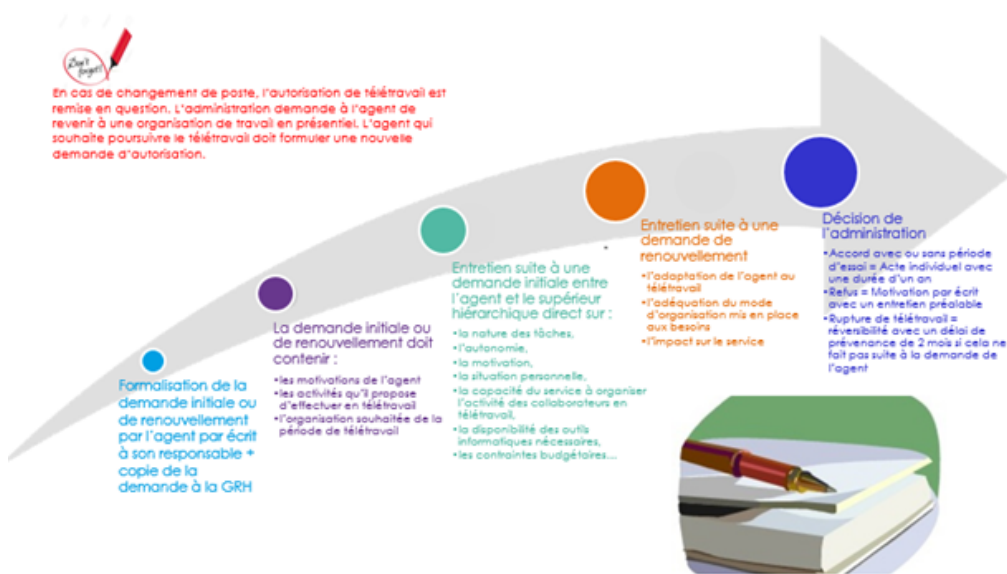 Don't
forget!
En cas de changement de poste, l'autorisation de télétravail est
remise en question. L'administration demande à l'agent de
revenir à une organisation de travail en présentiel. L'agent qui
souhaite poursuivre le télétravail doit formuler une nouvelle
demande d'autorisation.
Formalisation de la
demande initiale ou
de renouvellement
par l'agent par écrit
à son responsable +
copie de la
demande à la GRH
La demande initiale ou
de renouvellement doit
contenir :
•les motivations de l'agent
•les activités qu'il propose
d'effectuer en télétravail
•l'organisation souhaitée de la
période de télétravail
Entretien suite à une
demande initiale entre
l'agent et le supérieur
hiérarchique direct sur :
•la nature des tâches,
•l'autonomie,
•la motivation,
•la situation personnelle,
•la capacité du service à organiser
l'activité des collaborateurs en
télétravail,
•la disponibilité des outils
informatiques nécessaires,
•les contraintes budgétaires...
Entretien suite à une
demande de
renouvellement
•l'adaptation de l'agent au
télétravail
•l'adéquation du mode
d'organisation mis en place
aux besoins
•l'impact sur le service
Décision de
l'administration
•Accord avec ou sans période
d'essai = Acte individuel avec
une durée d'un an
•Refus = Motivation par écrit
avec un entretien préalable
•Rupture de télétravail =
réversibilité avec un délai de
prévenance de 2 mois si cela ne
fait pas suite à la demande de
l'agent